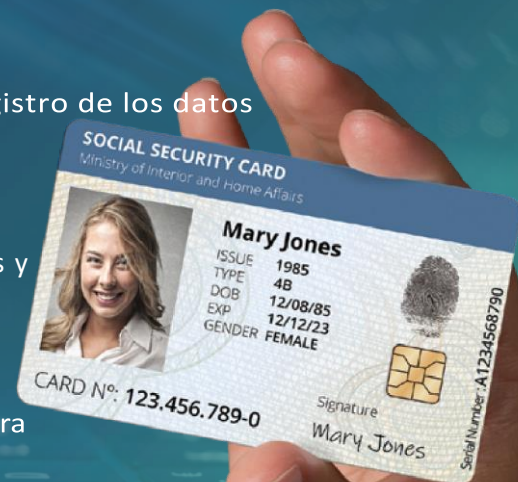 gistro de los datos
SOCIAL SECURITY CARD
Ministry of Interior and Home Affairs
Mary Jones
ISSUE 1985
TYPE 4B
DOB 12/08/85
EXP 12/12/23
GENDER FEMALE
s y
CARD Nº: 123.456.789-0
Signature
Mary Jones
Serial Number: A1234568790
ra